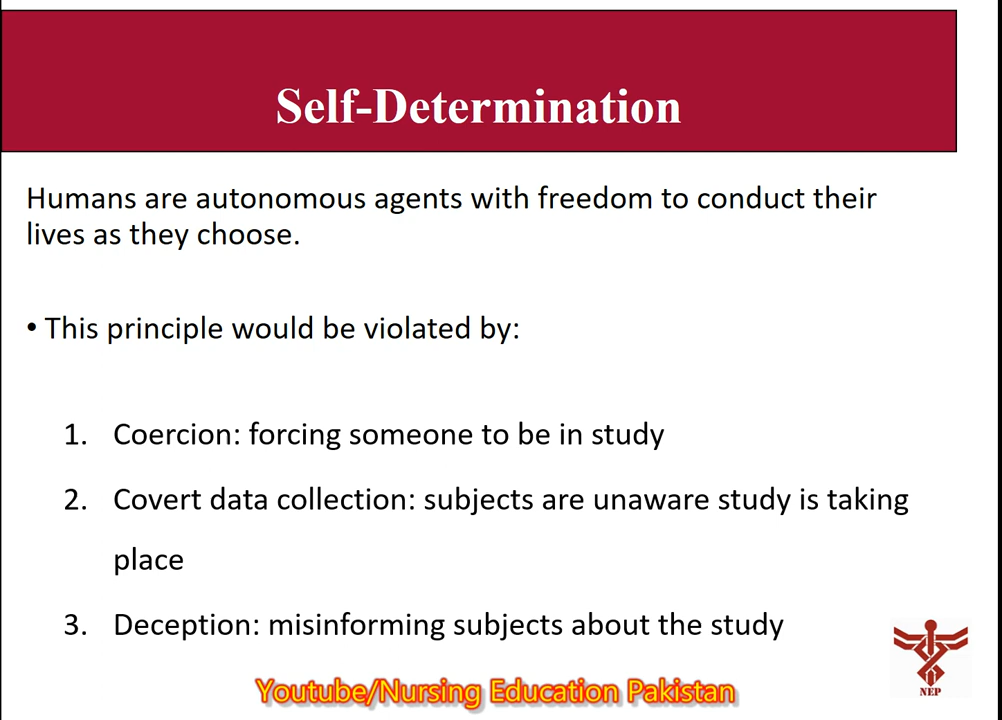 Self-Determination
Humans are autonomous agents with freedom to conduct their
lives as they choose.
• This principle would be violated by:
1. Coercion: forcing someone to be in study
2. Covert data collection: subjects are unaware study is taking
place
3. Deception: misinforming subjects about the study
NEP
Youtube/Nursing Education Pakistan